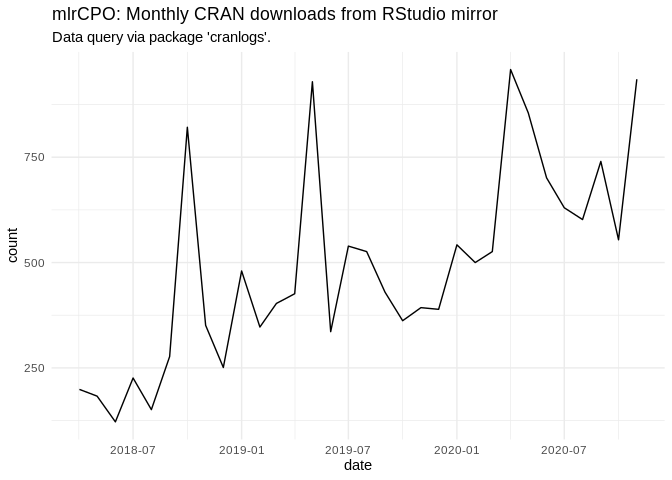 mlrCPO: Monthly CRAN downloads from RStudio mirror
Data query via package 'cranlogs'.
750
500
250
count
2018-07 2019-01 2019-07 2020-01 2020-07
date